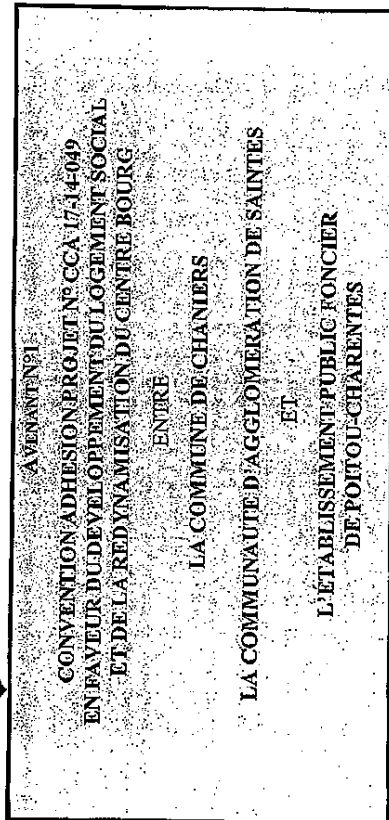 AVENANT N°1
CONVENTION ADHESION PROJET N° CCA 17-14-049
EN FAVEUR DU DEVELOPPEMENT DU LOGEMENT SOCIAL
ET DE LA REDYNAMISATION DU CENTRE BOURG
ENTRE
LA COMMUNE DE CHANIERS
LA COMMUNAUTE D'AGGLOMERATION DE SAINTES
ET
L'ETABLISSEMENT PUBLIC FONCIER
DE POITOU-CHARENTES